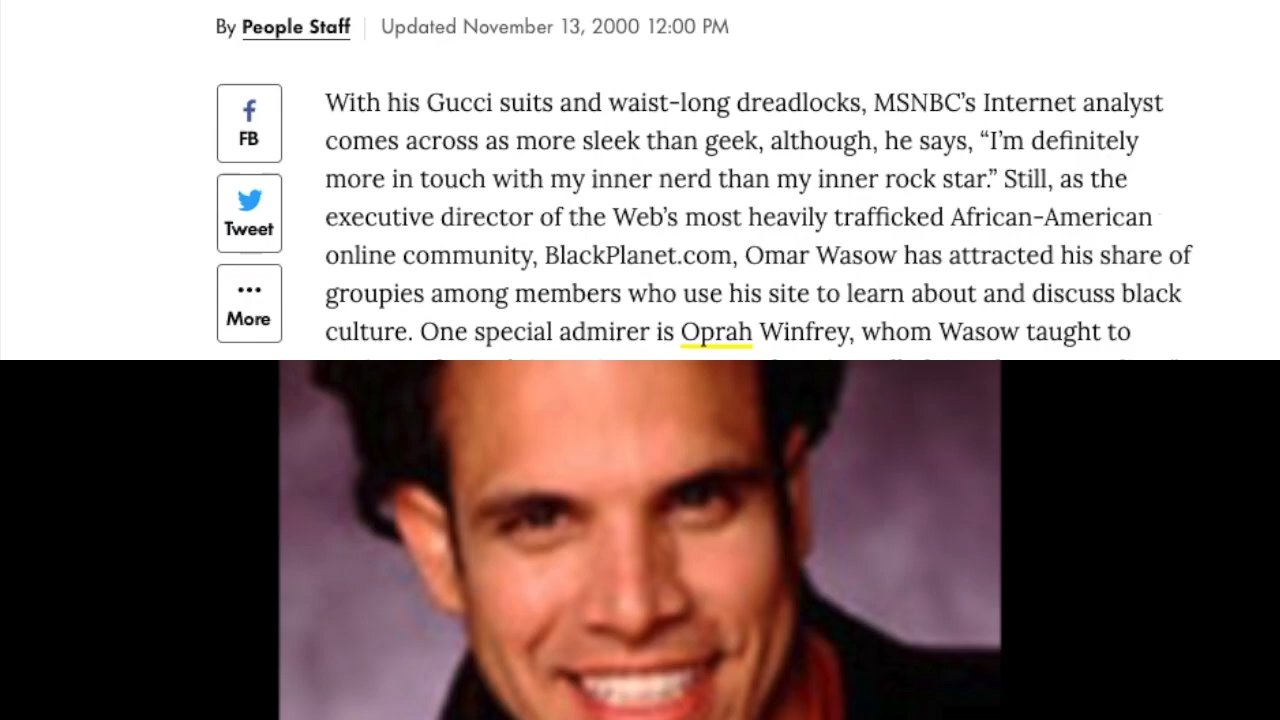 By People Staff Updated November 13, 2000 12:00 PM
FB
Tweet
More
With his Gucci suits and waist-long dreadlocks, MSNBC’s Internet analyst
comes across as more sleek than geek, although, he says, “I’m definitely
more in touch with my inner nerd than my inner rock star.” Still, as the
executive director of the Web’s most heavily trafficked African-American
online community, BlackPlanet.com, Omar Wasow has attracted his share of
groupies among members who use his site to learn about and discuss black
culture. One special admirer is Oprah Winfrey, whom Wasow taught to